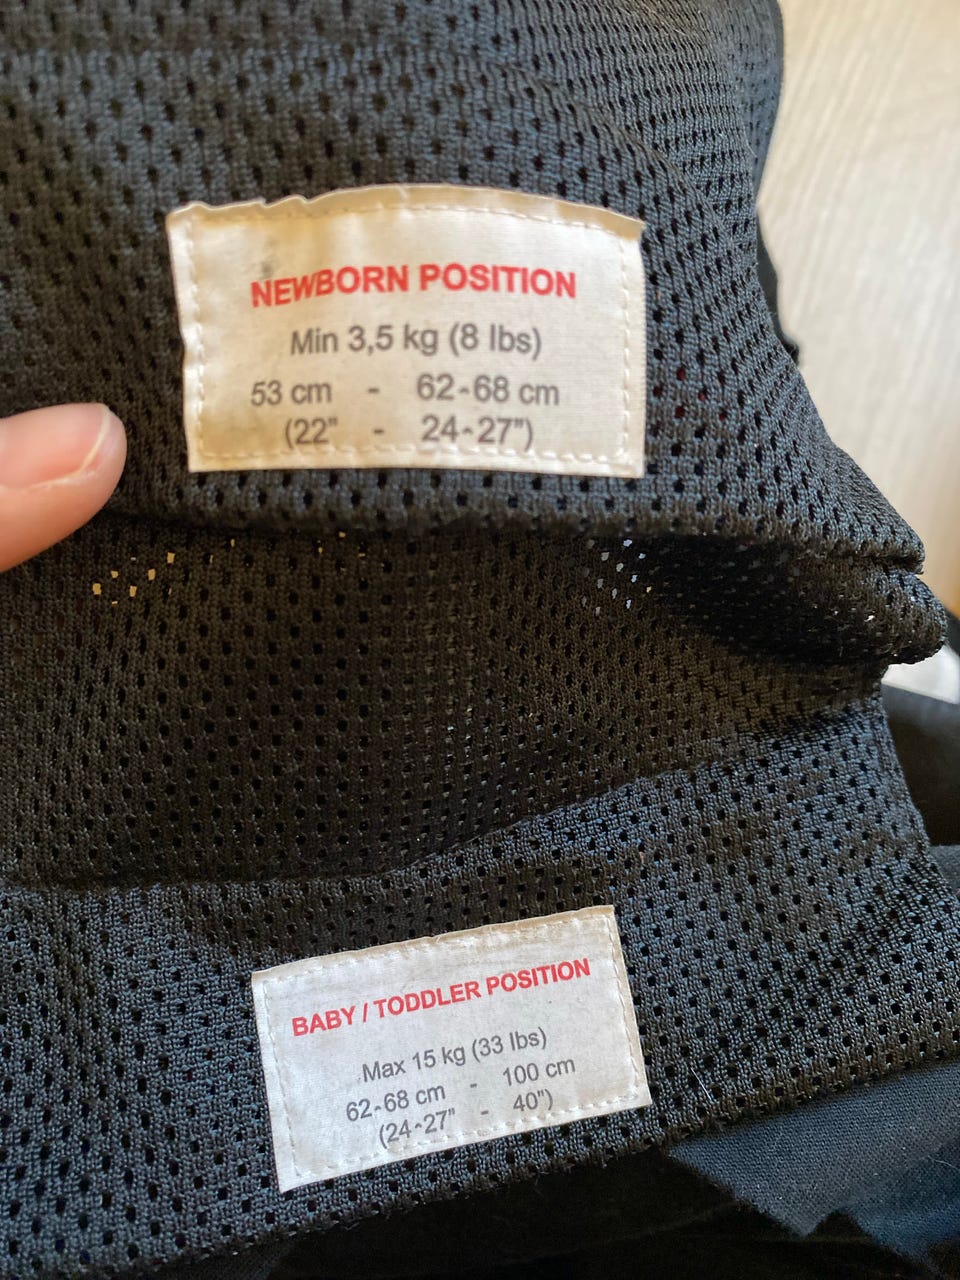 NEWBORN POSITION
Min 3,5 kg (8 lbs)
53 cm - 62-68 cm
(22" - 24-27")
BABY / TODDLER POSITION
Max 15 kg (33 lbs)
62-68 cm - 100 cm
(24-27" - 40")